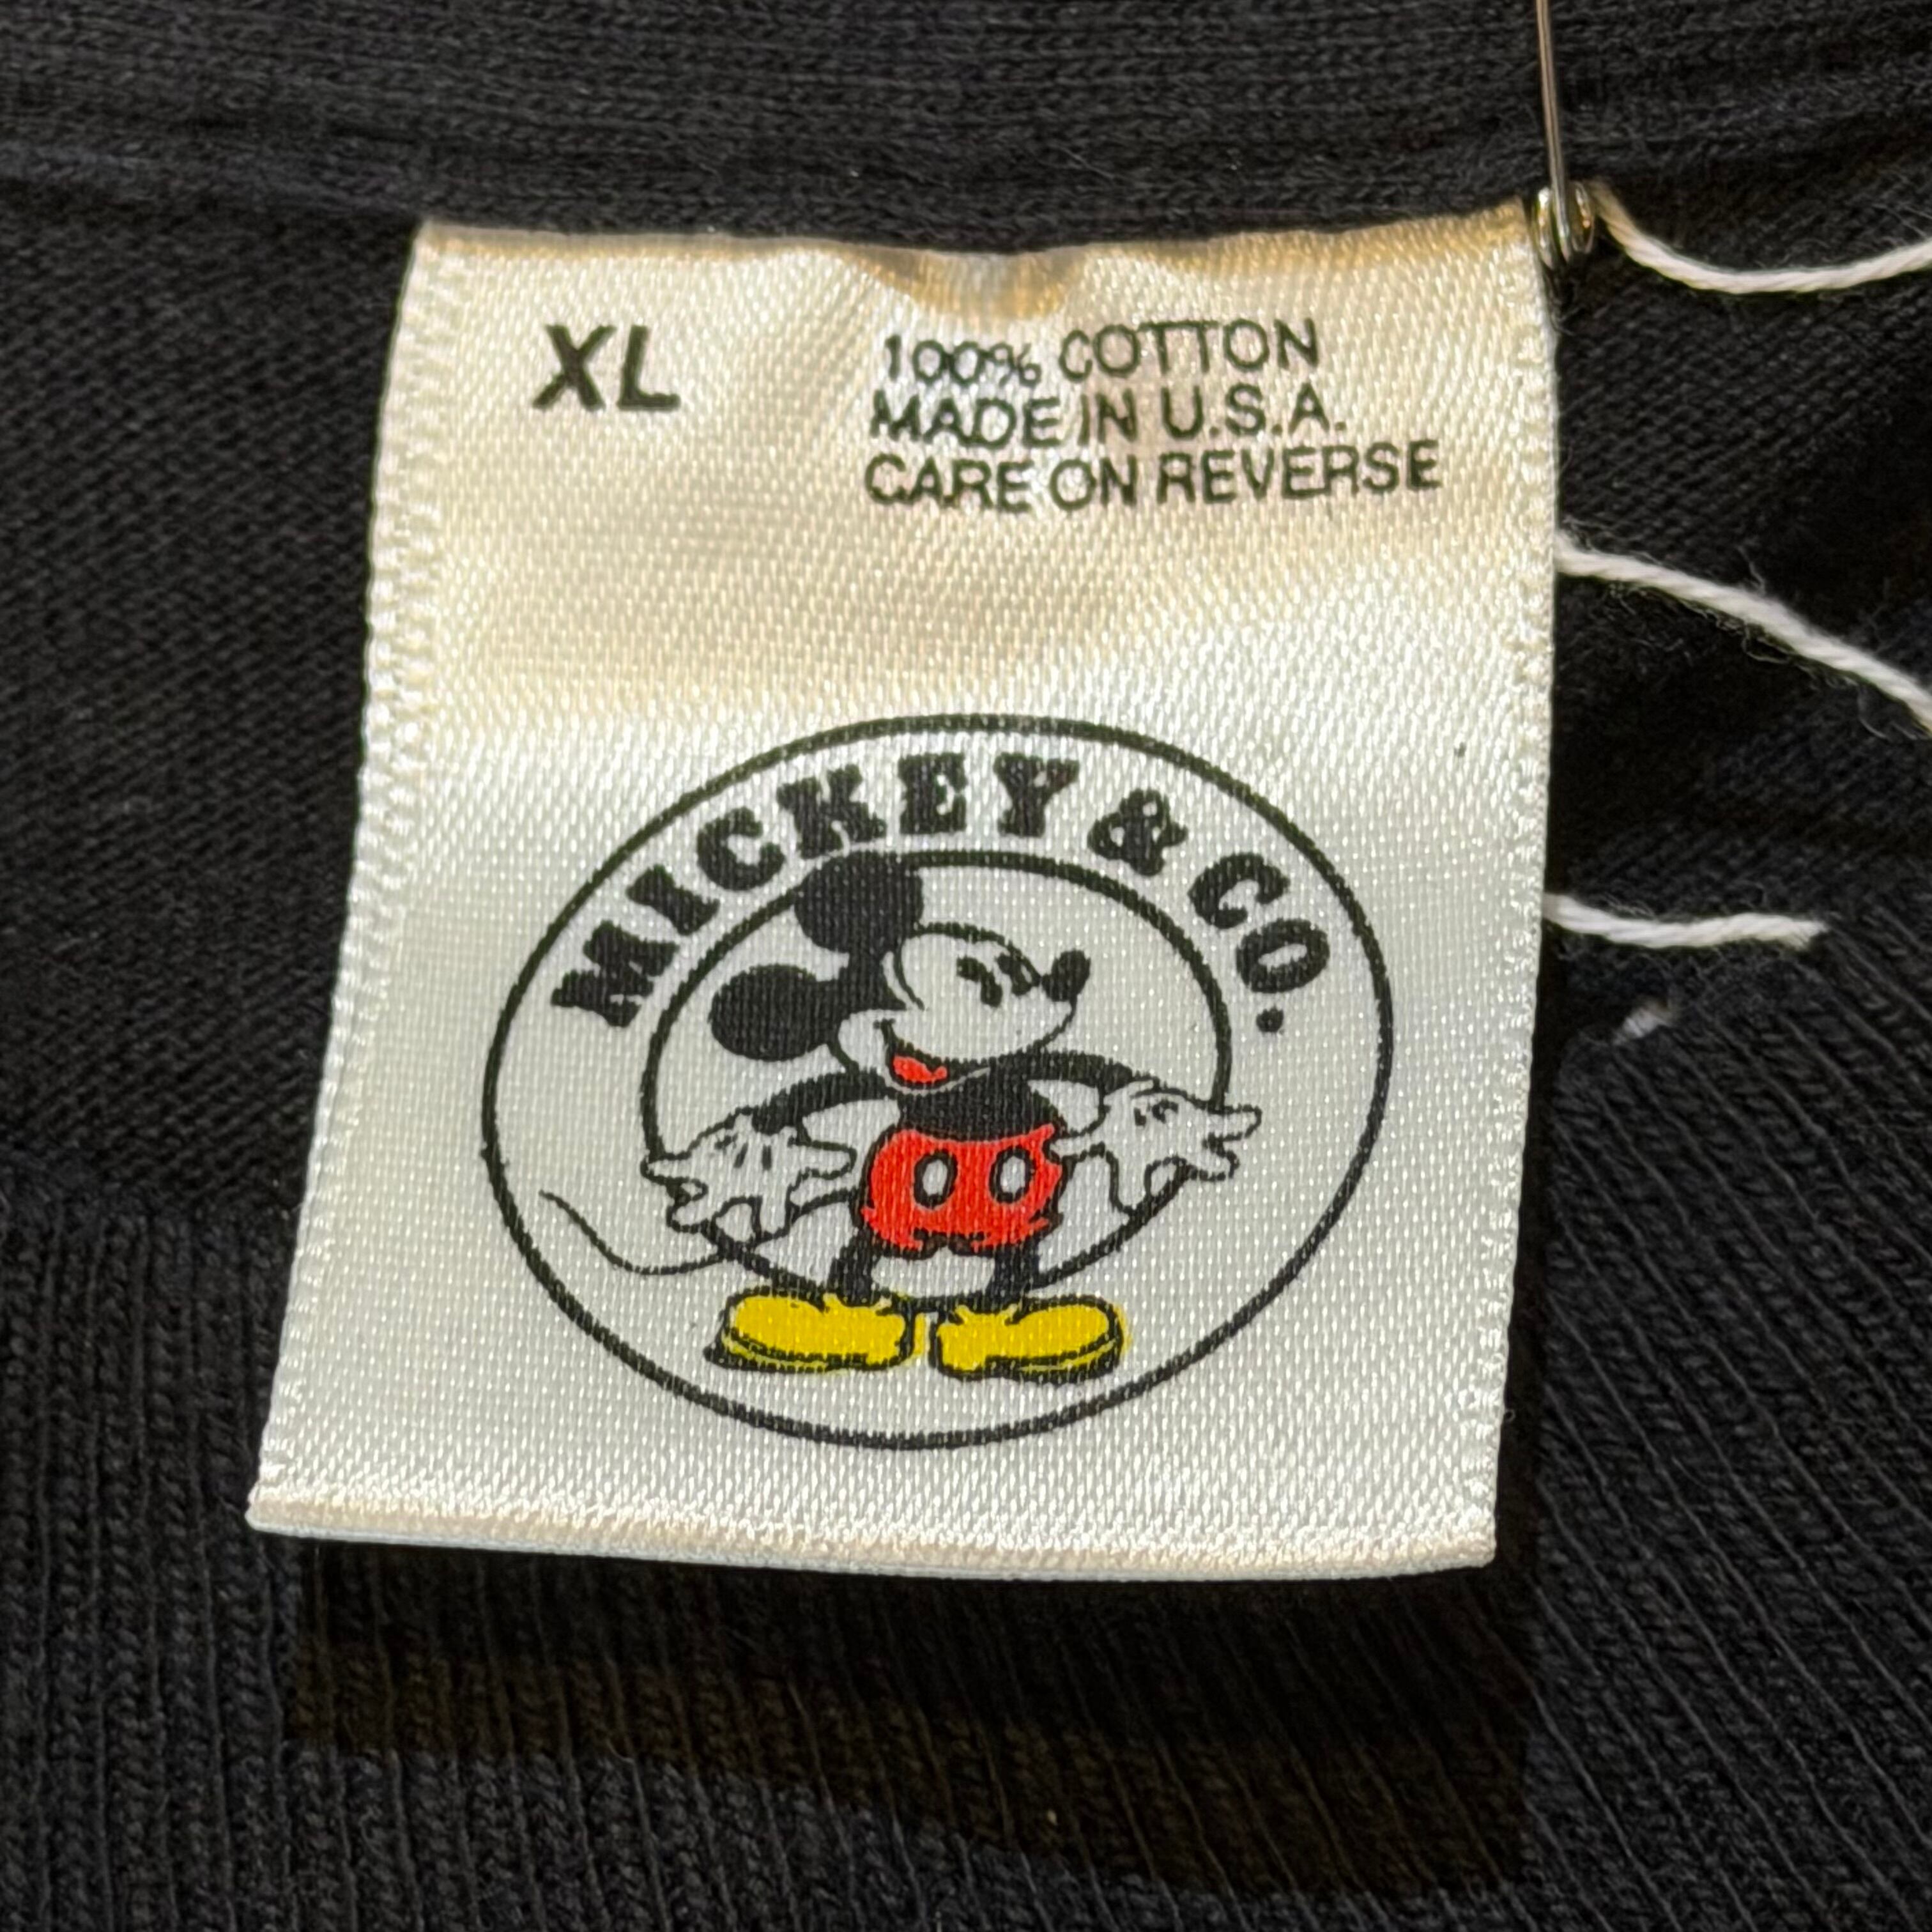 XL
100% COTTON
MADE IN U.S.A.
CARE ON REVERSE
MICKEY & CO.